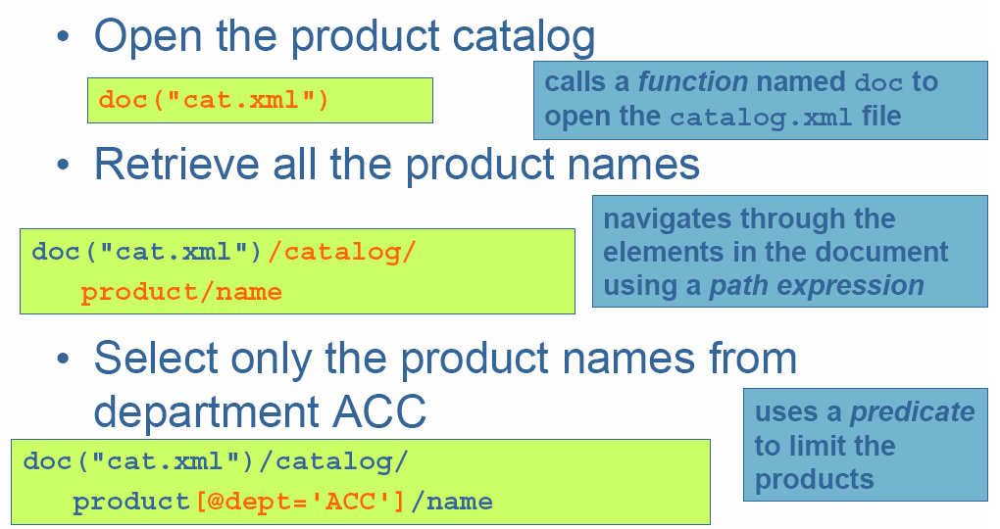 • Open the product catalog
doc("cat.xml")
calls a function named doc to
open the catalog.xml file
• Retrieve all the product names
doc("cat.xml")/catalog/
product/name
navigates through the
elements in the document
using a path expression
• Select only the product names from
department ACC
doc("cat.xml")/catalog/
product[@dept='ACC']/name
uses a predicate
to limit the
products